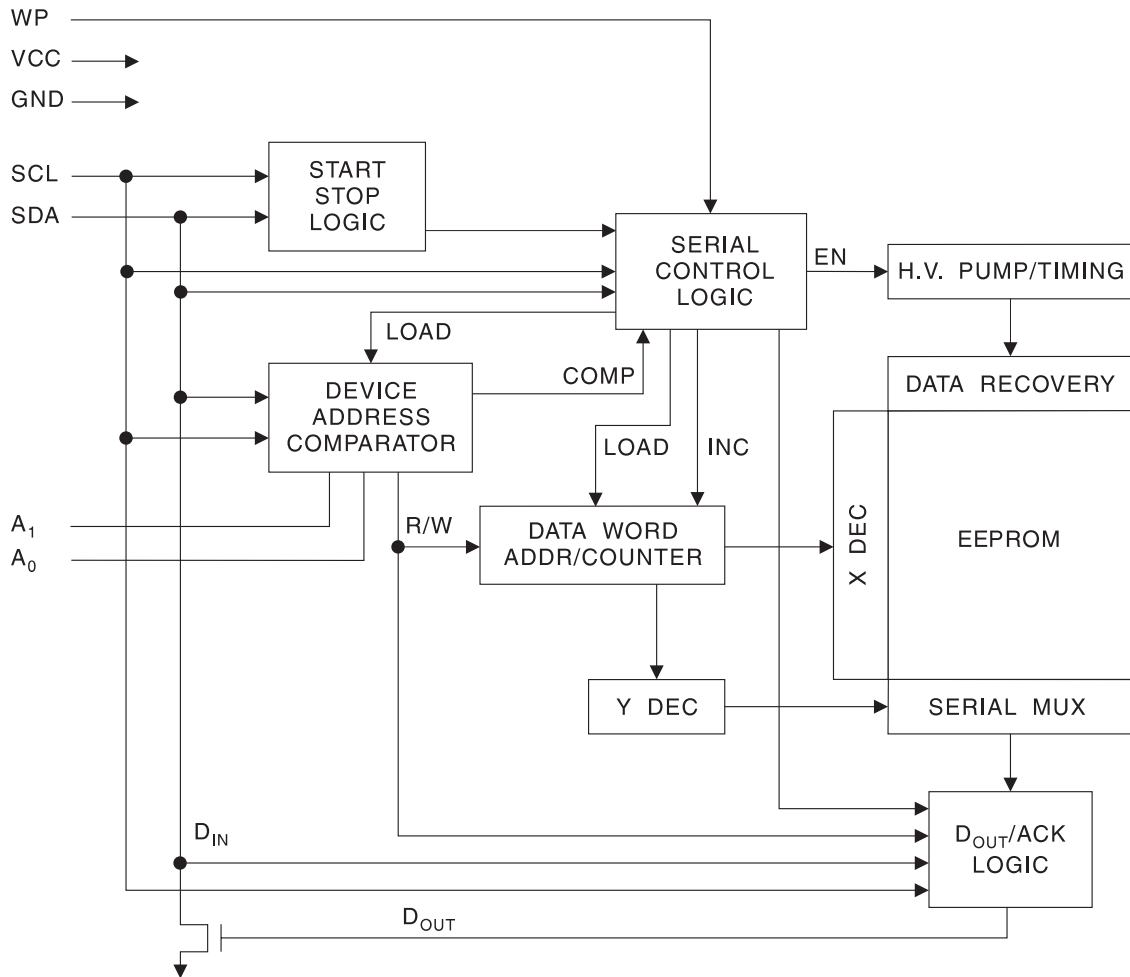 WP
VCC
GND
SCL
SDA
START
STOP
LOGIC
SERIAL
CONTROL
LOGIC
EN
H.V. PUMP/TIMING
LOAD
COMP
DEVICE
ADDRESS
COMPARATOR
DATA RECOVERY
LOAD
INC
A1
A0
R/W
DATA WORD
ADDR/COUNTER
X DEC
EEPROM
Y DEC
SERIAL MUX
DIN
DOUT/ACK
LOGIC
DOUT